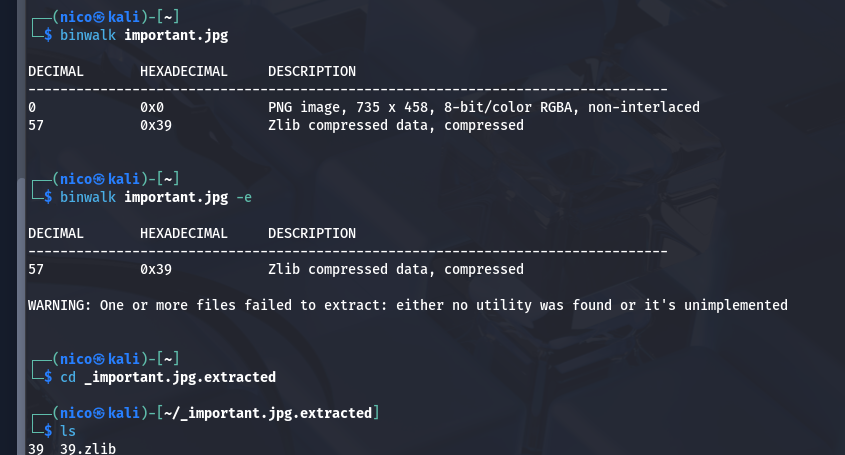 ┌──(nico㉿kali)-[~]
└─$ binwalk important.jpg
DECIMAL       HEXADECIMAL     DESCRIPTION
--------------------------------------------------------------------------------
0             0x0             PNG image, 735 x 458, 8-bit/color RGBA, non-interlaced
57            0x39            Zlib compressed data, compressed
┌──(nico㉿kali)-[~]
└─$ binwalk important.jpg -e
DECIMAL       HEXADECIMAL     DESCRIPTION
--------------------------------------------------------------------------------
57            0x39            Zlib compressed data, compressed
WARNING: One or more files failed to extract: either no utility was found or it's unimplemented
┌──(nico㉿kali)-[~]
└─$ cd _important.jpg.extracted
┌──(nico㉿kali)-[~/_important.jpg.extracted]
└─$ ls
39  39.zlib